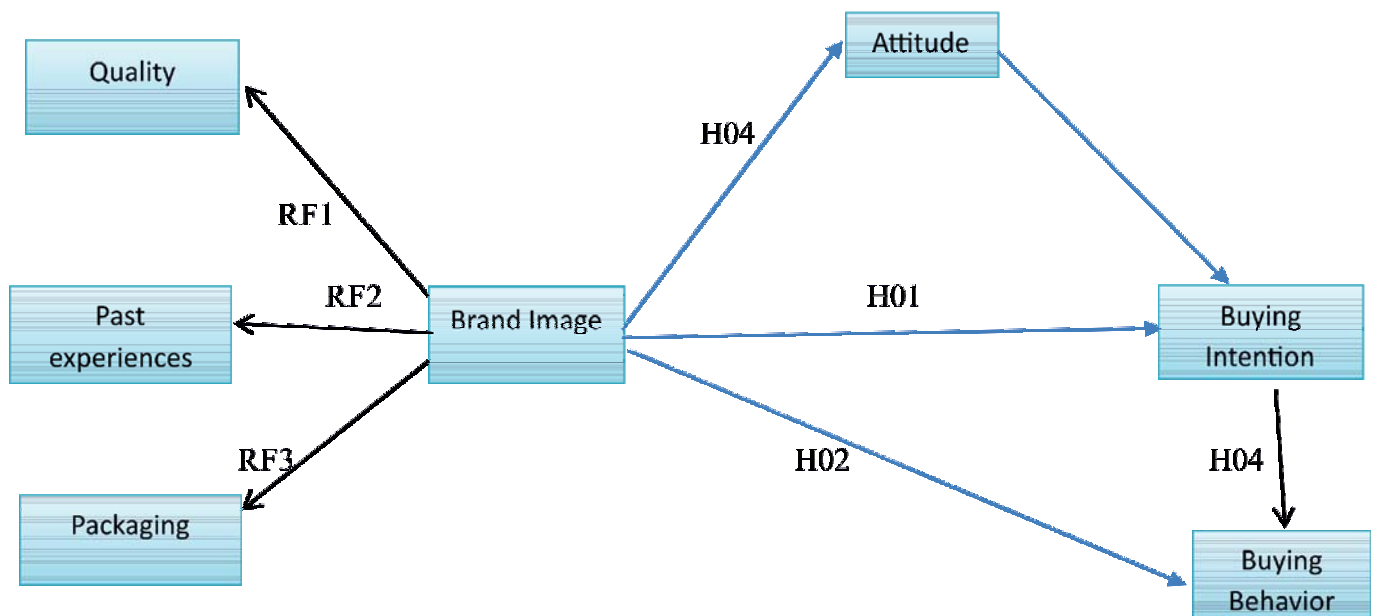 Attitude
Quality
H04
RF1
RF2
H01
Past
experiences
Brand Image
Buying
Intention
RF3
H02
H04
Packaging
Buying
Behavior